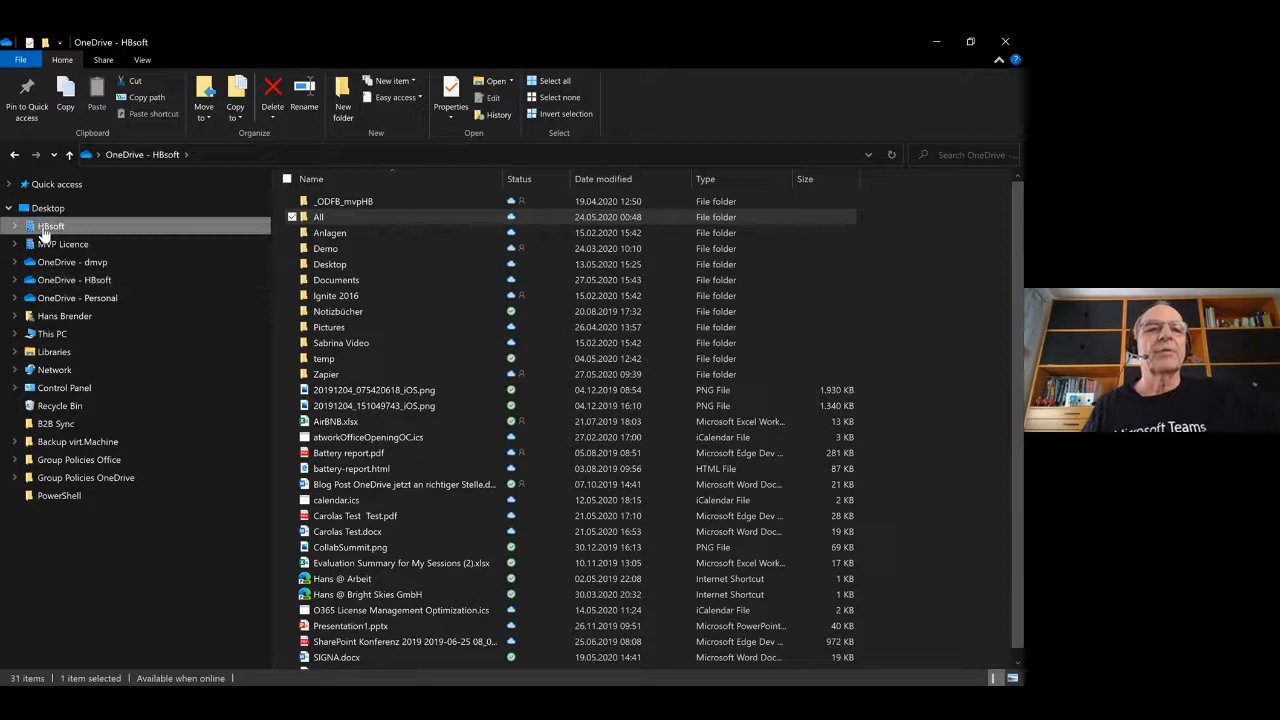 OneDrive - HBsoft
File Home Share View
Pin to Quick access
Copy
Paste
Cut
Copy path
Paste shortcut
Move to
Copy to
Delete
Rename
New folder
New item
Easy access
Properties
Open
Edit
History
Select all
Select none
Invert selection
Clipboard Organize New Open Select
OneDrive - HBsoft
Search OneDrive -...
Quick access
Desktop
HBsoft
MVP Licence
OneDrive - dmvp
OneDrive - HBsoft
OneDrive - Personal
Hans Brender
This PC
Libraries
Network
Control Panel
Recycle Bin
B2B Sync
Backup virt.Machine
Group Policies Office
Group Policies OneDrive
PowerShell
Name Status Date modified Type Size
_ODFB_mvpHB 19.04.2020 12:50 File folder
All 24.05.2020 00:48 File folder
Anlagen 15.02.2020 15:42 File folder
Demo 24.03.2020 10:10 File folder
Desktop 13.05.2020 15:25 File folder
Documents 27.05.2020 15:43 File folder
Ignite 2016 15.02.2020 15:42 File folder
Notizbücher 20.08.2019 17:32 File folder
Pictures 26.04.2020 13:57 File folder
Sabrina Video 15.02.2020 15:42 File folder
temp 04.05.2020 12:42 File folder
Zapier 27.05.2020 09:39 File folder
20191204_075420618_iOS.png 04.12.2019 08:54 PNG File 1.930 KB
20191204_151049743_iOS.png 04.12.2019 16:10 PNG File 1.340 KB
AirBNB.xlsx 21.07.2019 18:03 Microsoft Excel Work... 13 KB
atworkOfficeOpeningOC.ics 27.02.2020 17:00 iCalendar File 3 KB
Battery report.pdf 05.08.2019 08:51 Microsoft Edge Dev ... 281 KB
battery-report.html 03.08.2019 09:56 HTML File 87 KB
Blog Post OneDrive jetzt an richtiger Stelle.d... 07.10.2019 14:41 Microsoft Word Doc... 21 KB
calendar.ics 12.05.2020 18:15 iCalendar File 2 KB
Carolas Test  Test.pdf 21.05.2020 17:10 Microsoft Edge Dev ... 28 KB
Carolas Test.docx 21.05.2020 16:53 Microsoft Word Doc... 21 KB
CollabSummit.png 30.12.2019 16:13 PNG File 69 KB
Evaluation Summary for My Sessions (2).xlsx 10.11.2019 13:05 Microsoft Excel Work... 17 KB
Hans @ Arbeit 02.05.2019 22:08 Internet Shortcut 1 KB
Hans @ Bright Skies GmbH 30.03.2020 20:32 Internet Shortcut 1 KB
O365 License Management Optimization.ics 14.05.2020 11:24 iCalendar File 2 KB
Presentation1.pptx 26.11.2019 09:51 Microsoft PowerPoint... 40 KB
SharePoint Konferenz 2019 2019-06-25 08_0... 25.06.2019 08:08 Microsoft Edge Dev ... 972 KB
SIGNA.docx 19.05.2020 14:41 Microsoft Word Doc... 19 KB
31 items 1 item selected Available when online
Microsoft Teams